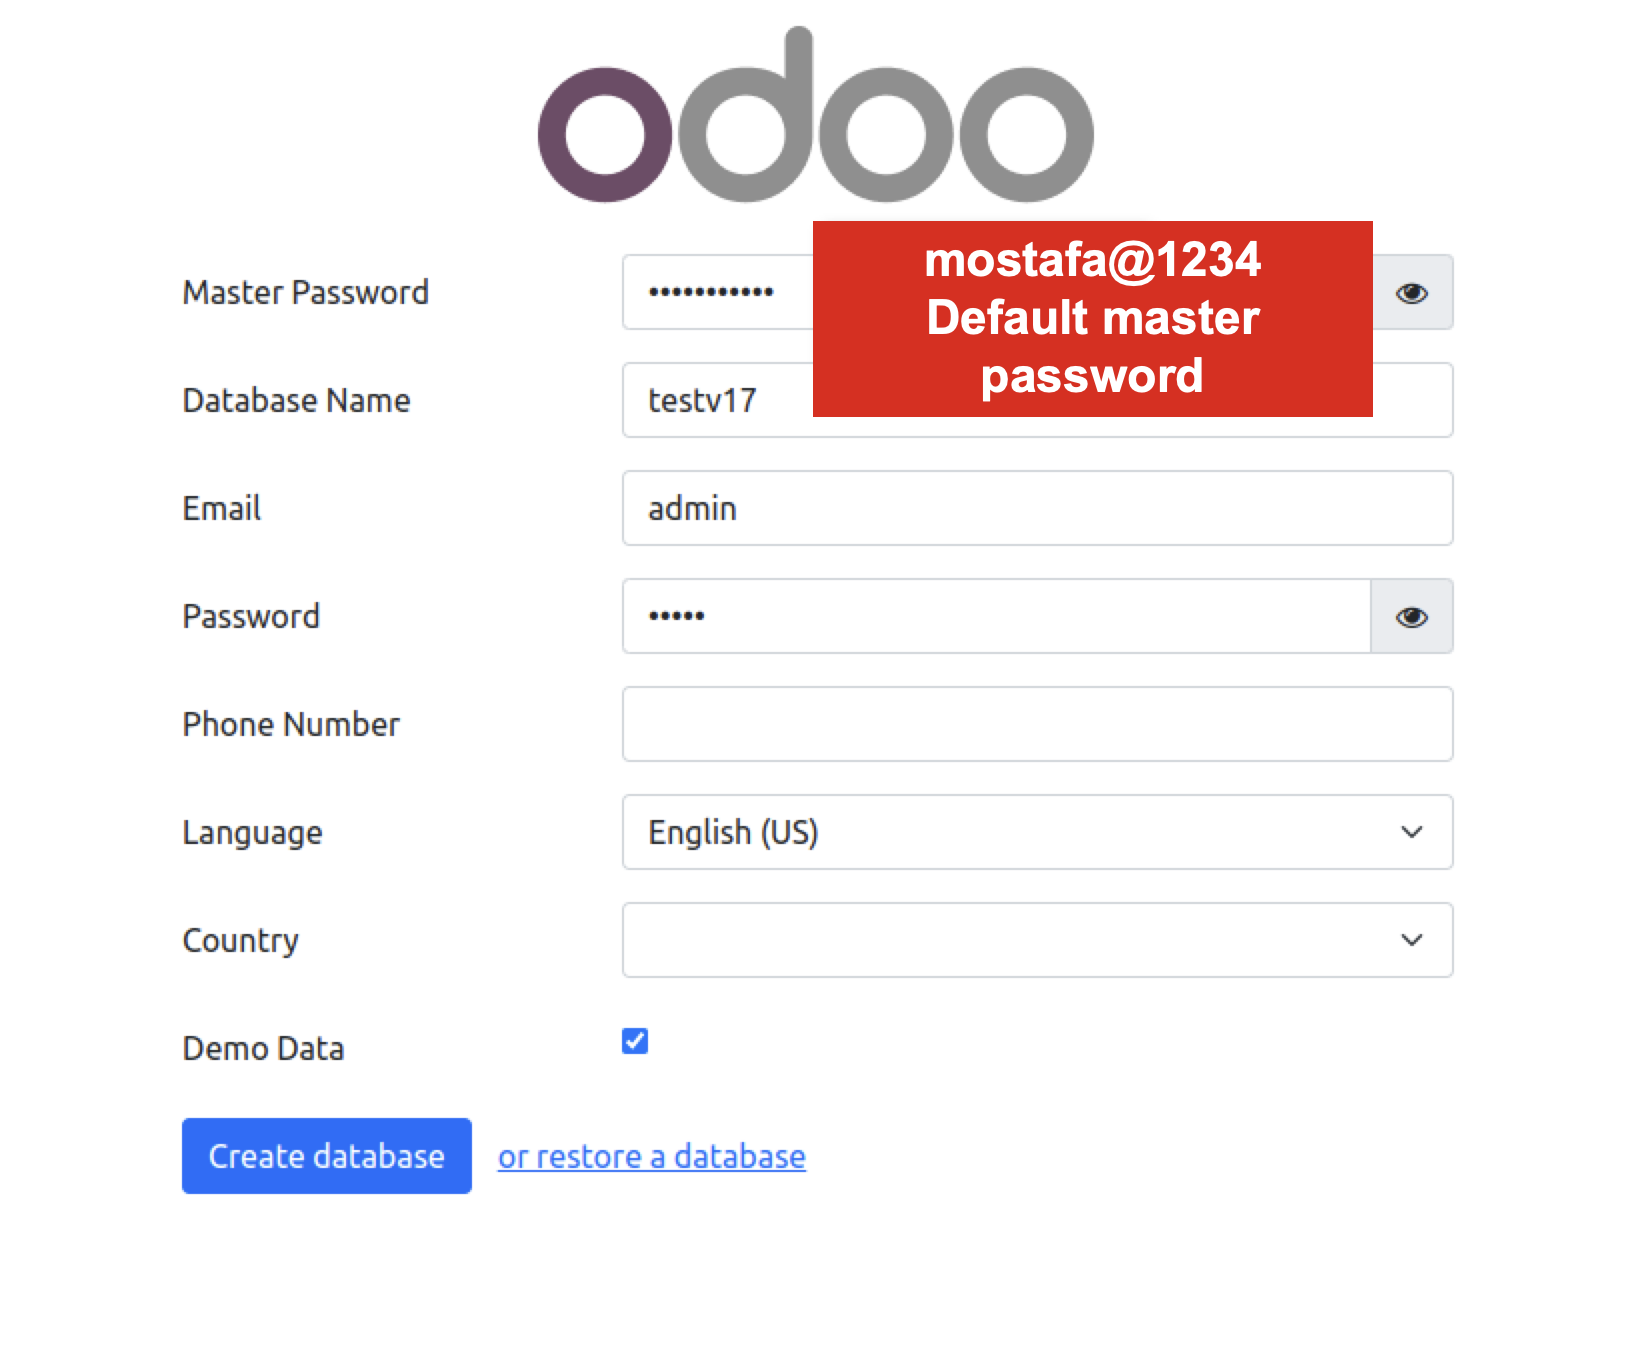 odoo
Master Password
•••••••••••
mostafa@1234
Default master
password
Database Name
testv17
Email
admin
Password
•••••
Phone Number
Language
English (US)
Country
Demo Data
Create database
or restore a database